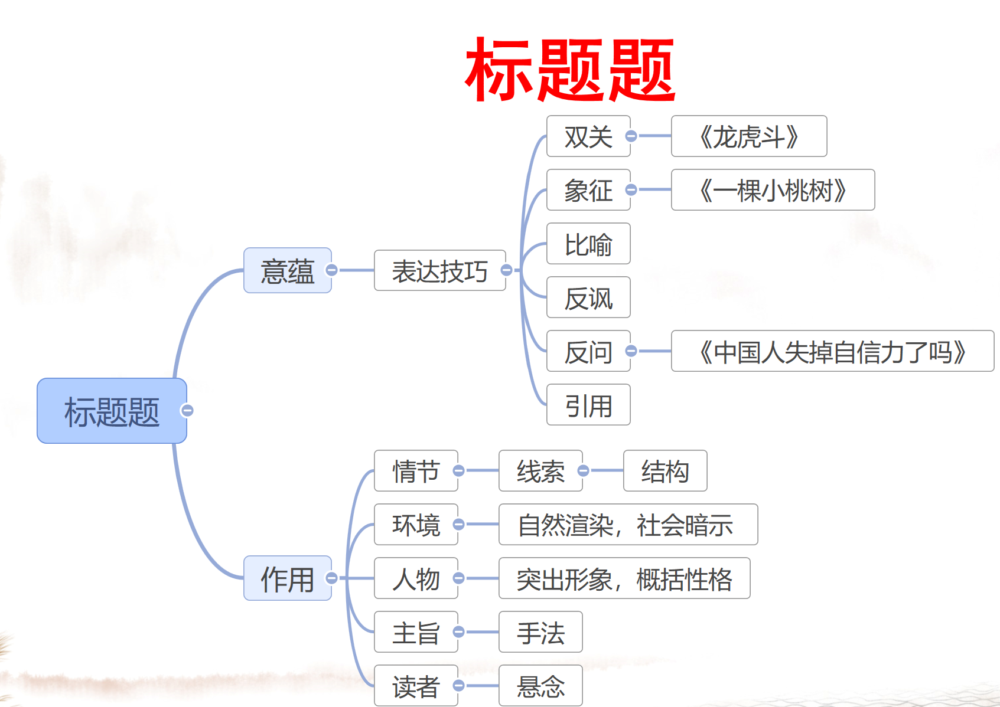 标题题
双关
《龙虎斗》
象征
《一棵小桃树》
比喻
意蕴
表达技巧
反讽
反问
《中国人失掉自信力了吗》
引用
标题题
情节
线索
结构
环境
自然渲染，社会暗示
作用
人物
突出形象，概括性格
主旨
手法
读者
悬念